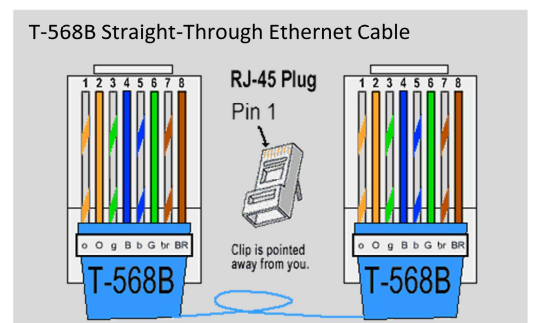 T-568B Straight-Through Ethernet Cable
1 2 3 4 5 6 7 8
RJ-45 Plug
Pin 1
1 2 3 4 5 6 7 8
Clip is pointed
away from you.
o O g B b G br BR
T-568B
o O g B b G br BR
T-568B